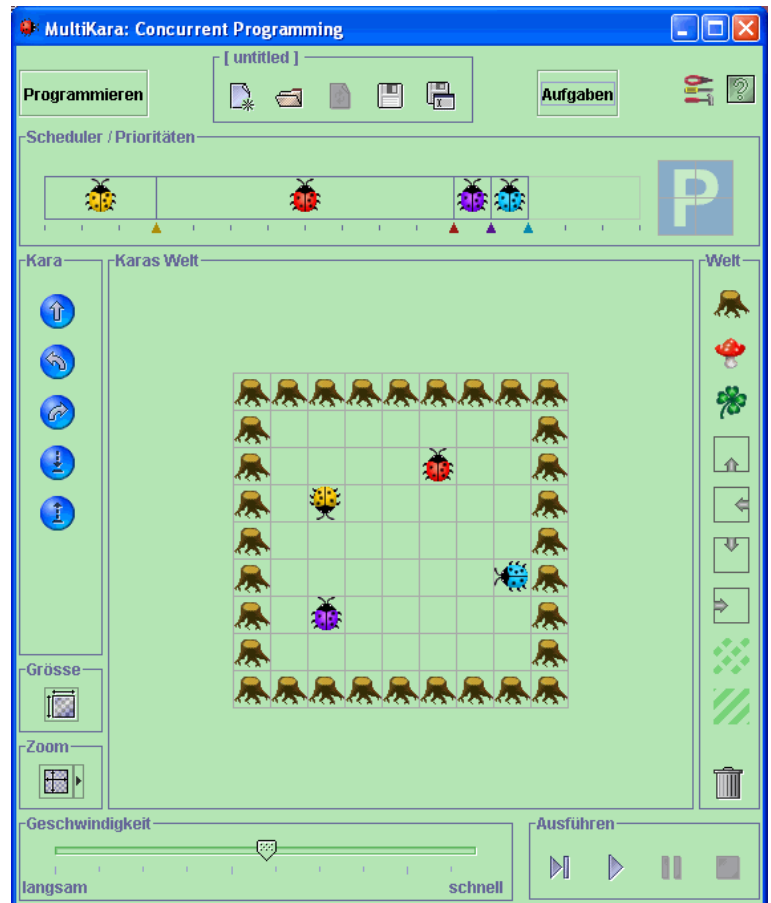 MultiKara: Concurrent Programming
[ untitled ]
Programmieren
Aufgaben
Scheduler / Prioritäten
P
Kara
Karas Welt
Welt
Grösse
Zoom
Geschwindigkeit
langsam
schnell
Ausführen